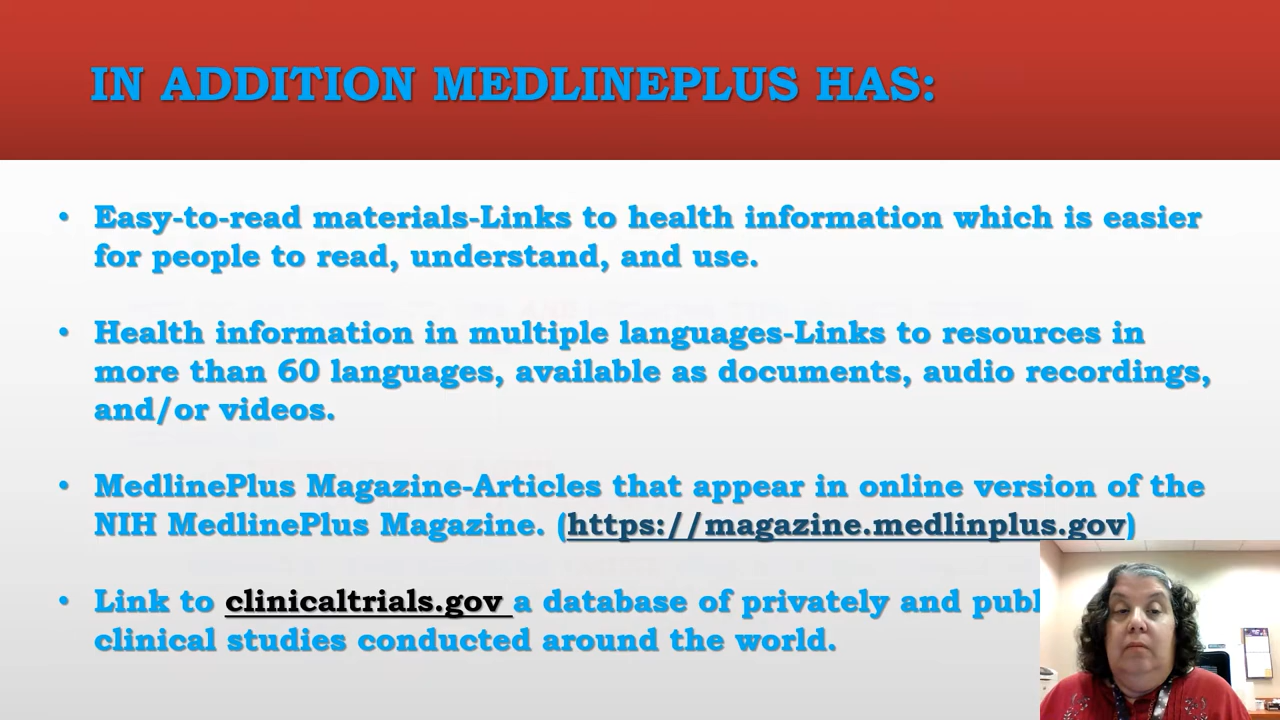 IN ADDITION MEDLINEPLUS HAS:
• Easy-to-read materials-Links to health information which is easier
for people to read, understand, and use.
• Health information in multiple languages-Links to resources in
more than 60 languages, available as documents, audio recordings,
and/or videos.
• MedlinePlus Magazine-Articles that appear in online version of the
NIH MedlinePlus Magazine. (https://magazine.medlinplus.gov)
• Link to clinicaltrials.gov a database of privately and
clinical studies conducted around the world.